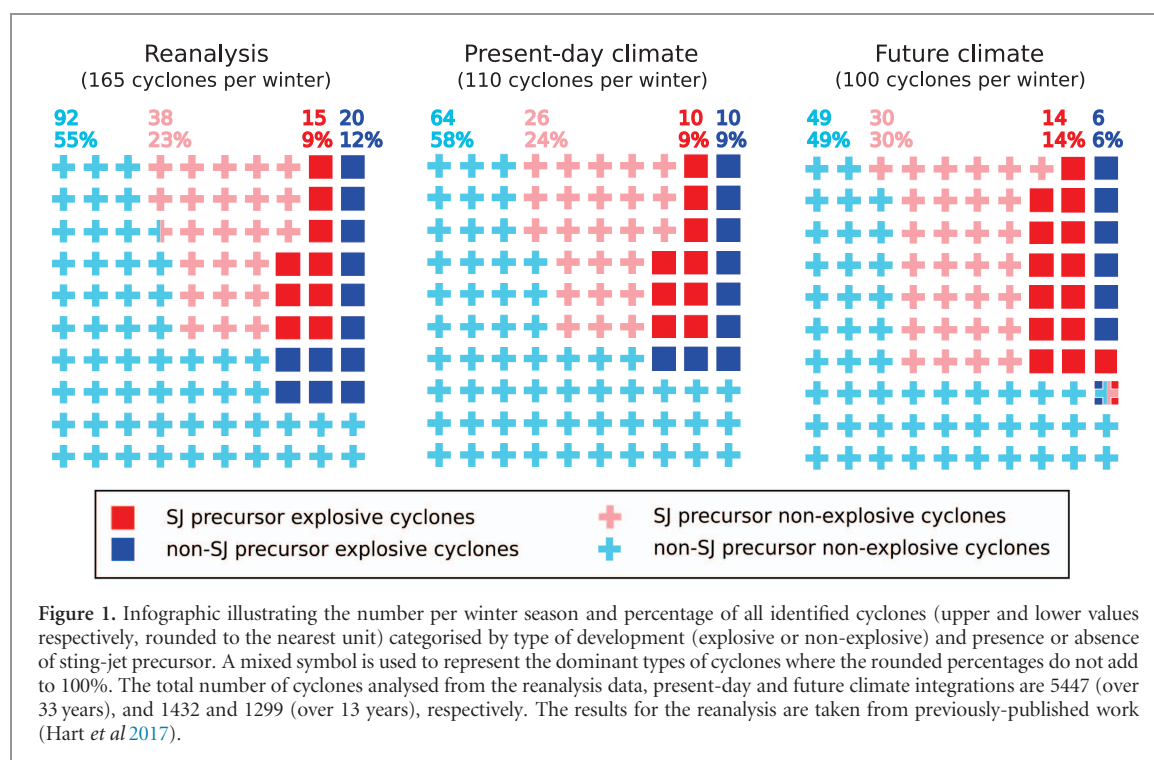 Reanalysis
(165 cyclones per winter)
92 38 15 20
55% 23% 9% 12%
Present-day climate
(110 cyclones per winter)
64 26 10 10
58% 24% 9% 9%
Future climate
(100 cyclones per winter)
49 30 14 6
49% 30% 14% 6%
SJ precursor explosive cyclones
non-SJ precursor explosive cyclones
SJ precursor non-explosive cyclones
non-SJ precursor non-explosive cyclones
Figure 1. Infographic illustrating the number per winter season and percentage of all identified cyclones (upper and lower values
respectively, rounded to the nearest unit) categorised by type of development (explosive or non-explosive) and presence or absence
of sting-jet precursor. A mixed symbol is used to represent the dominant types of cyclones where the rounded percentages do not add
to 100%. The total number of cyclones analysed from the reanalysis data, present-day and future climate integrations are 5447 (over
33 years), and 1432 and 1299 (over 13 years), respectively. The results for the reanalysis are taken from previously-published work
(Hart et al 2017).